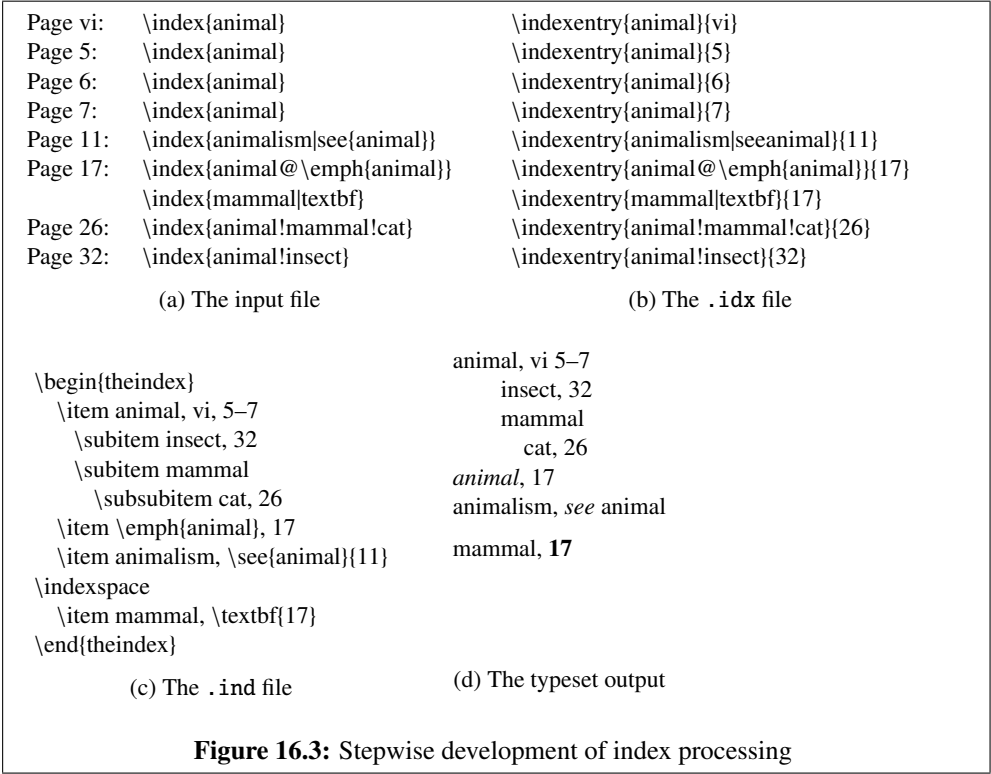 Page vi: \index{animal} \indexentry{animal}{vi}
Page 5: \index{animal} \indexentry{animal}{5}
Page 6: \index{animal} \indexentry{animal}{6}
Page 7: \index{animal} \indexentry{animal}{7}
Page 11: \index{animalism|see{animal}} \indexentry{animalism|seeanimal}{11}
Page 17: \index{animal@\emph{animal}} \indexentry{animal@\emph{animal}}{17}
\index{mammal|textbf} \indexentry{mammal|textbf}{17}
Page 26: \index{animal!mammal!cat} \indexentry{animal!mammal!cat}{26}
Page 32: \index{animal!insect} \indexentry{animal!insect}{32}
(a) The input file (b) The .idx file
\begin{theindex}
\item animal, vi, 5–7
\subitem insect, 32
\subitem mammal
\subsubitem cat, 26
\item \emph{animal}, 17
\item animalism, \see{animal}{11}
\indexspace
\item mammal, \textbf{17}
\end{theindex}
(c) The .ind file
animal, vi 5–7
insect, 32
mammal
cat, 26
animal, 17
animalism, see animal
mammal, 17
(d) The typeset output
Figure 16.3: Stepwise development of index processing